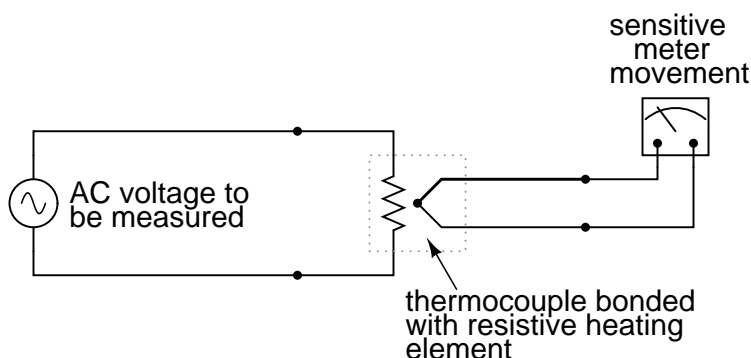 sensitive
meter
movement
AC voltage to
be measured
thermocouple bonded
with resistive heating
element